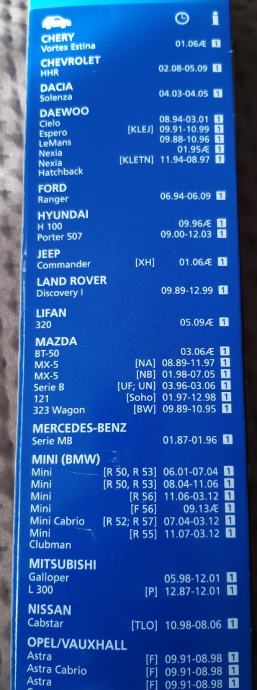 CHERY
Vortex Estina 01.06Æ 1
CHEVROLET
HHR 02.08-05.09 1
DACIA
Solenza 04.03-04.05 1
DAEWOO
Cielo 08.94-03.01 1
Espero [KLEJ] 09.91-10.99 1
LeMans 09.88-10.96 1
Nexia 01.95Æ 1
Nexia [KLETN] 11.94-08.97 1
Hatchback
FORD
Ranger 06.94-06.09 1
HYUNDAI
H 100 09.96Æ 1
Porter 507 09.00-12.03 1
JEEP
Commander [XH] 01.06Æ 1
LAND ROVER
Discovery I 09.89-12.99 1
LIFAN
320 05.09Æ 1
MAZDA
BT-50 03.06Æ 1
MX-5 [NA] 08.89-11.97 1
MX-5 [NB] 01.98-07.05 1
Serie B [UF; UN] 03.96-03.06 1
121 [Soho] 01.97-12.98 1
323 Wagon [BW] 09.89-10.95 1
MERCEDES-BENZ
Serie MB 01.87-01.96 1
MINI (BMW)
Mini [R 50, R 53] 06.01-07.04 1
Mini [R 50, R 53] 08.04-11.06 1
Mini [R 56] 11.06-03.12 1
Mini [F 56] 09.13Æ 1
Mini Cabrio [R 52; R 57] 07.04-03.12 1
Mini [R 55] 11.07-03.12 1
Clubman
MITSUBISHI
Galloper 05.98-12.01 1
L 300 [P] 12.87-12.01 1
NISSAN
Cabstar [TLO] 10.98-08.06 1
OPEL/VAUXHALL
Astra [F] 09.91-08.98 1
Astra Cabrio [F] 09.91-08.98 1
Astra [F] 09.91-08.98 1